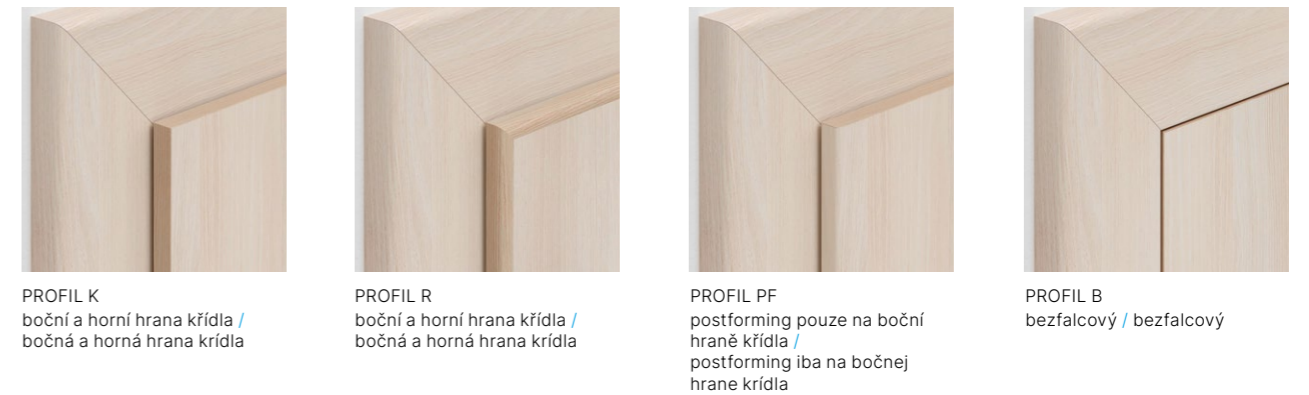 PROFIL K
boční a horní hrana křídla /
bočná a horná hrana krídla
PROFIL R
boční a horní hrana křídla /
bočná a horná hrana krídla
PROFIL PF
postforming pouze na boční
hraně křídla /
postforming iba na bočnej
hrane krídla
PROFIL B
bezfalcový / bezfalcový